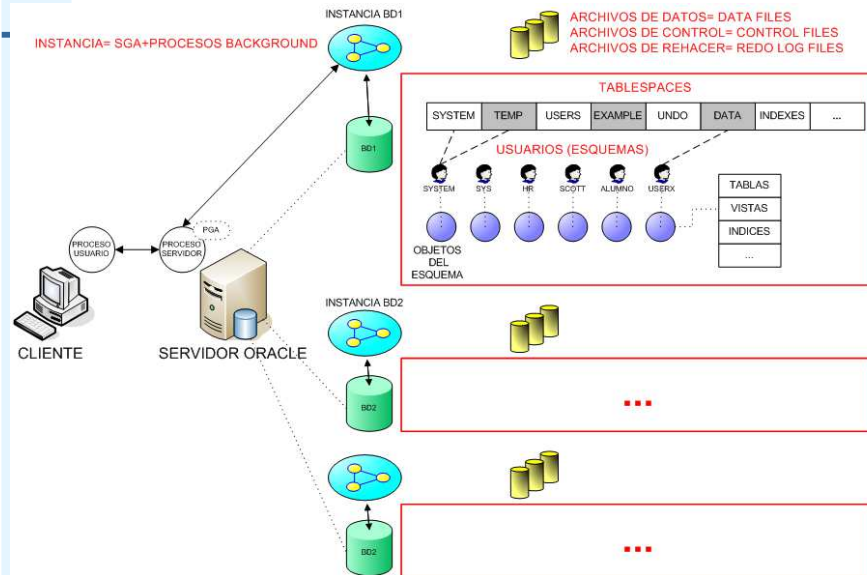 INSTANCIA BD1
INSTANCIA= SGA+PROCESOS BACKGROUND
ARCHIVOS DE DATOS= DATA FILES
ARCHIVOS DE CONTROL= CONTROL FILES
ARCHIVOS DE REHACER= REDO LOG FILES
TABLESPACES
SYSTEM TEMP USERS EXAMPLE UNDO DATA INDEXES ...
BD1
USUARIOS (ESQUEMAS)
SYSTEM SYS HR SCOTT ALUMNO USERX
TABLAS
VISTAS
INDICES
...
OBJETOS
DEL
ESQUEMA
PGA
PROCESO
USUARIO
PROCESO
SERVIDOR
CLIENTE
SERVIDOR ORACLE
INSTANCIA BD2
BD2
...
BD2
...